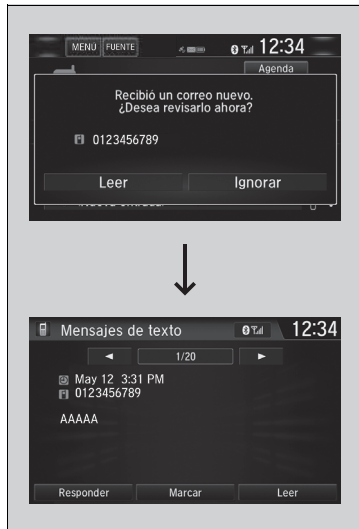 MENÚ FUENTE 12:34
Agenda
Recibió un correo nuevo.
¿Desea revisarlo ahora?
0123456789
Leer Ignorar
Mensajes de texto 12:34
1/20
May 12 3:31 PM
0123456789
AAAAA
Responder Marcar Leer